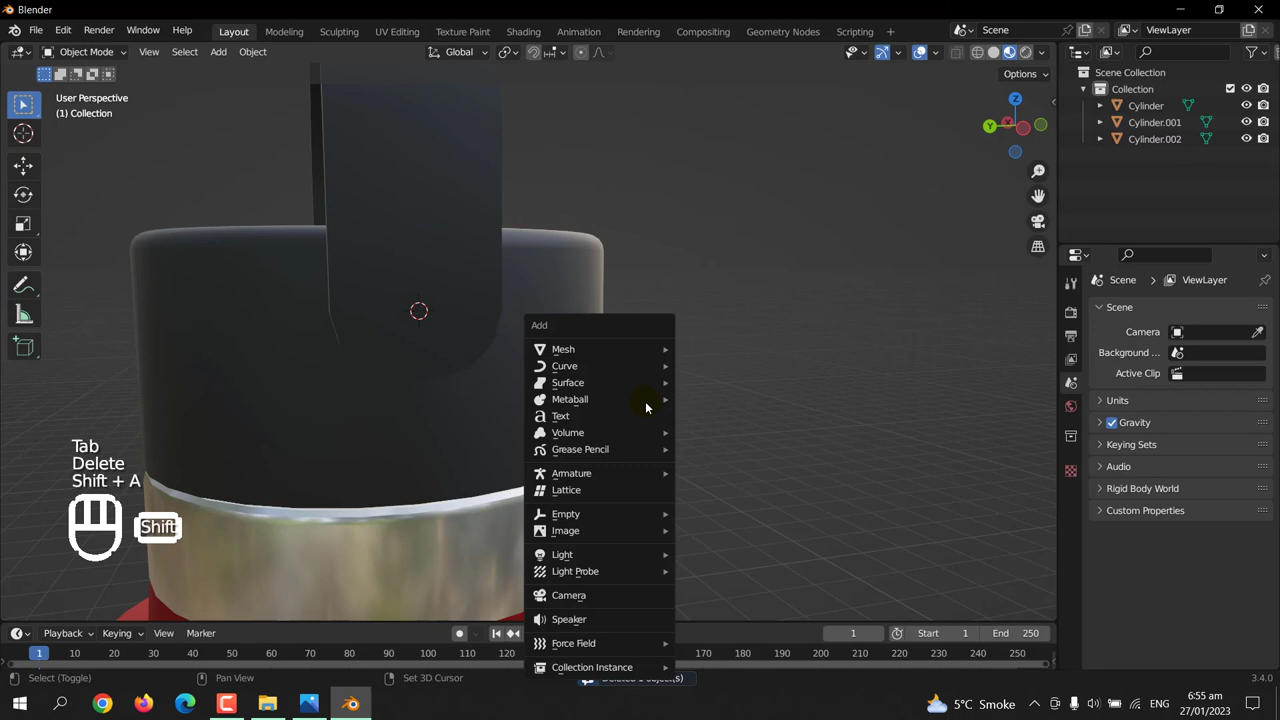 Blender
File Edit Render Window Help Layout Modeling Sculpting UV Editing Texture Paint Shading Animation Rendering Compositing Geometry Nodes Scripting + Scene ViewLayer
Object Mode View Select Add Object Global
Options
User Perspective
(1) Collection
Z
Y
X
Scene Collection
Collection
Cylinder
Cylinder.001
Cylinder.002
Scene ViewLayer
Scene
Camera
Background ...
Active Clip
Units
Gravity
Keying Sets
Audio
Rigid Body World
Custom Properties
Add
Mesh
Curve
Surface
Metaball
Text
Volume
Grease Pencil
Armature
Lattice
Empty
Image
Light
Light Probe
Camera
Speaker
Force Field
Collection Instance
Tab
Delete
Shift + A
Shift
Playback Keying View Marker 1 Start 1 End 250
1 10 20 30 40 50 60 70 80 90 100 110 120 130 140 150 160 170 180 190 200 210 220 230 240 250
Select (Toggle) Pan View Set 3D Cursor Deleted 1 object(s) 3.4.0
5°C Smoke ENG 6:55 am
27/01/2023